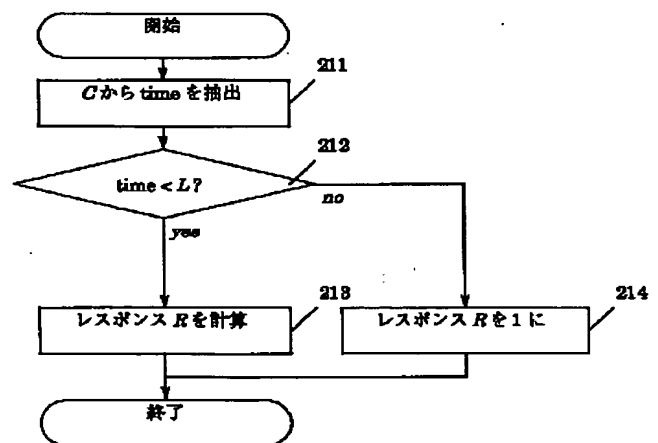 開始
211
Cからtimeを抽出
212
time < L?
no
yes
213
レスポンスRを計算
214
レスポンスRを1に
終了